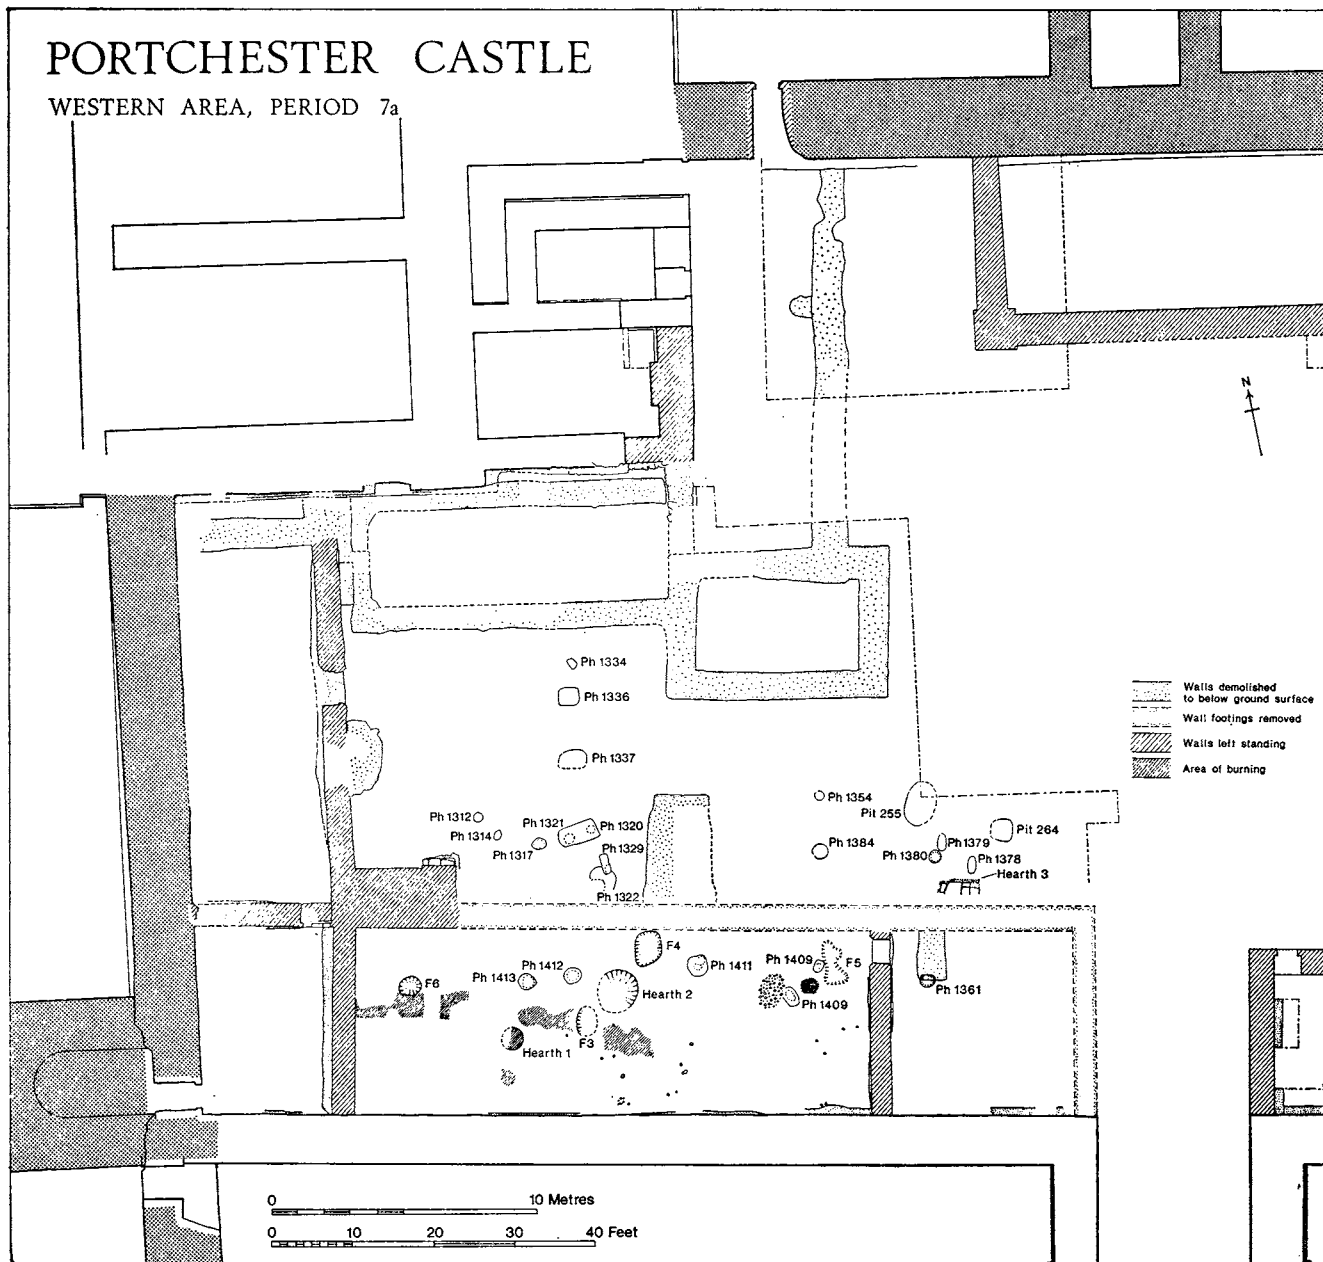 PORTCHESTER CASTLE
WESTERN AREA, PERIOD 7a
N
Ph 1334
Ph 1336
Ph 1337
Walls demolished
to below ground surface
Wall footings removed
Walls left standing
Area of burning
Ph 1354
Pit 255
Ph 1312
Ph 1314
Ph 1321
Ph 1320
Ph 1317
Ph 1329
Ph 1322
Ph 1384
Ph 1379
Ph 1380
Pit 264
Ph 1378
Hearth 3
F4
Ph 1409
F5
Ph 1411
Ph 1412
Ph 1413
F6
Hearth 2
Ph 1409
Ph 1361
F3
Hearth 1
0 10 Metres
0 10 20 30 40 Feet